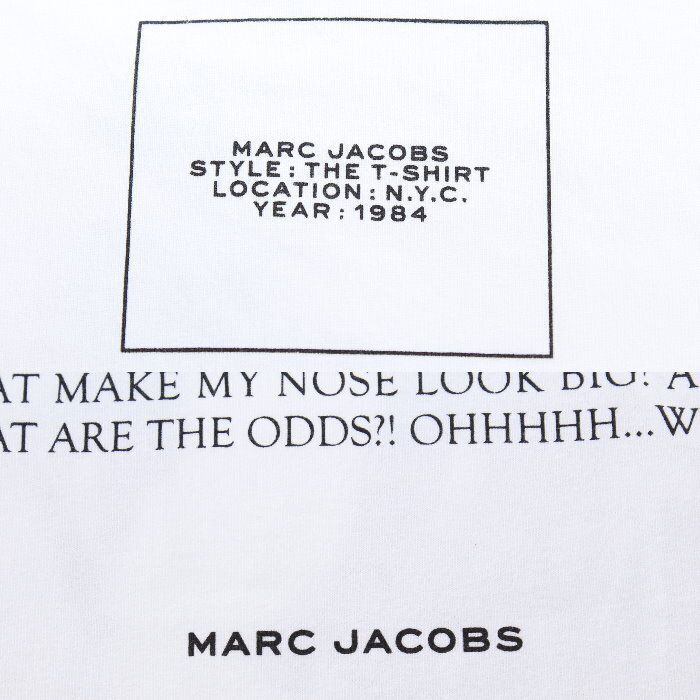 MARC JACOBS
STYLE : THE T-SHIRT
LOCATION : N.Y.C.
YEAR : 1984
AT MAKE MY NOSE LOOK BIG? A
AT ARE THE ODDS?! OHHHHH...W
MARC JACOBS